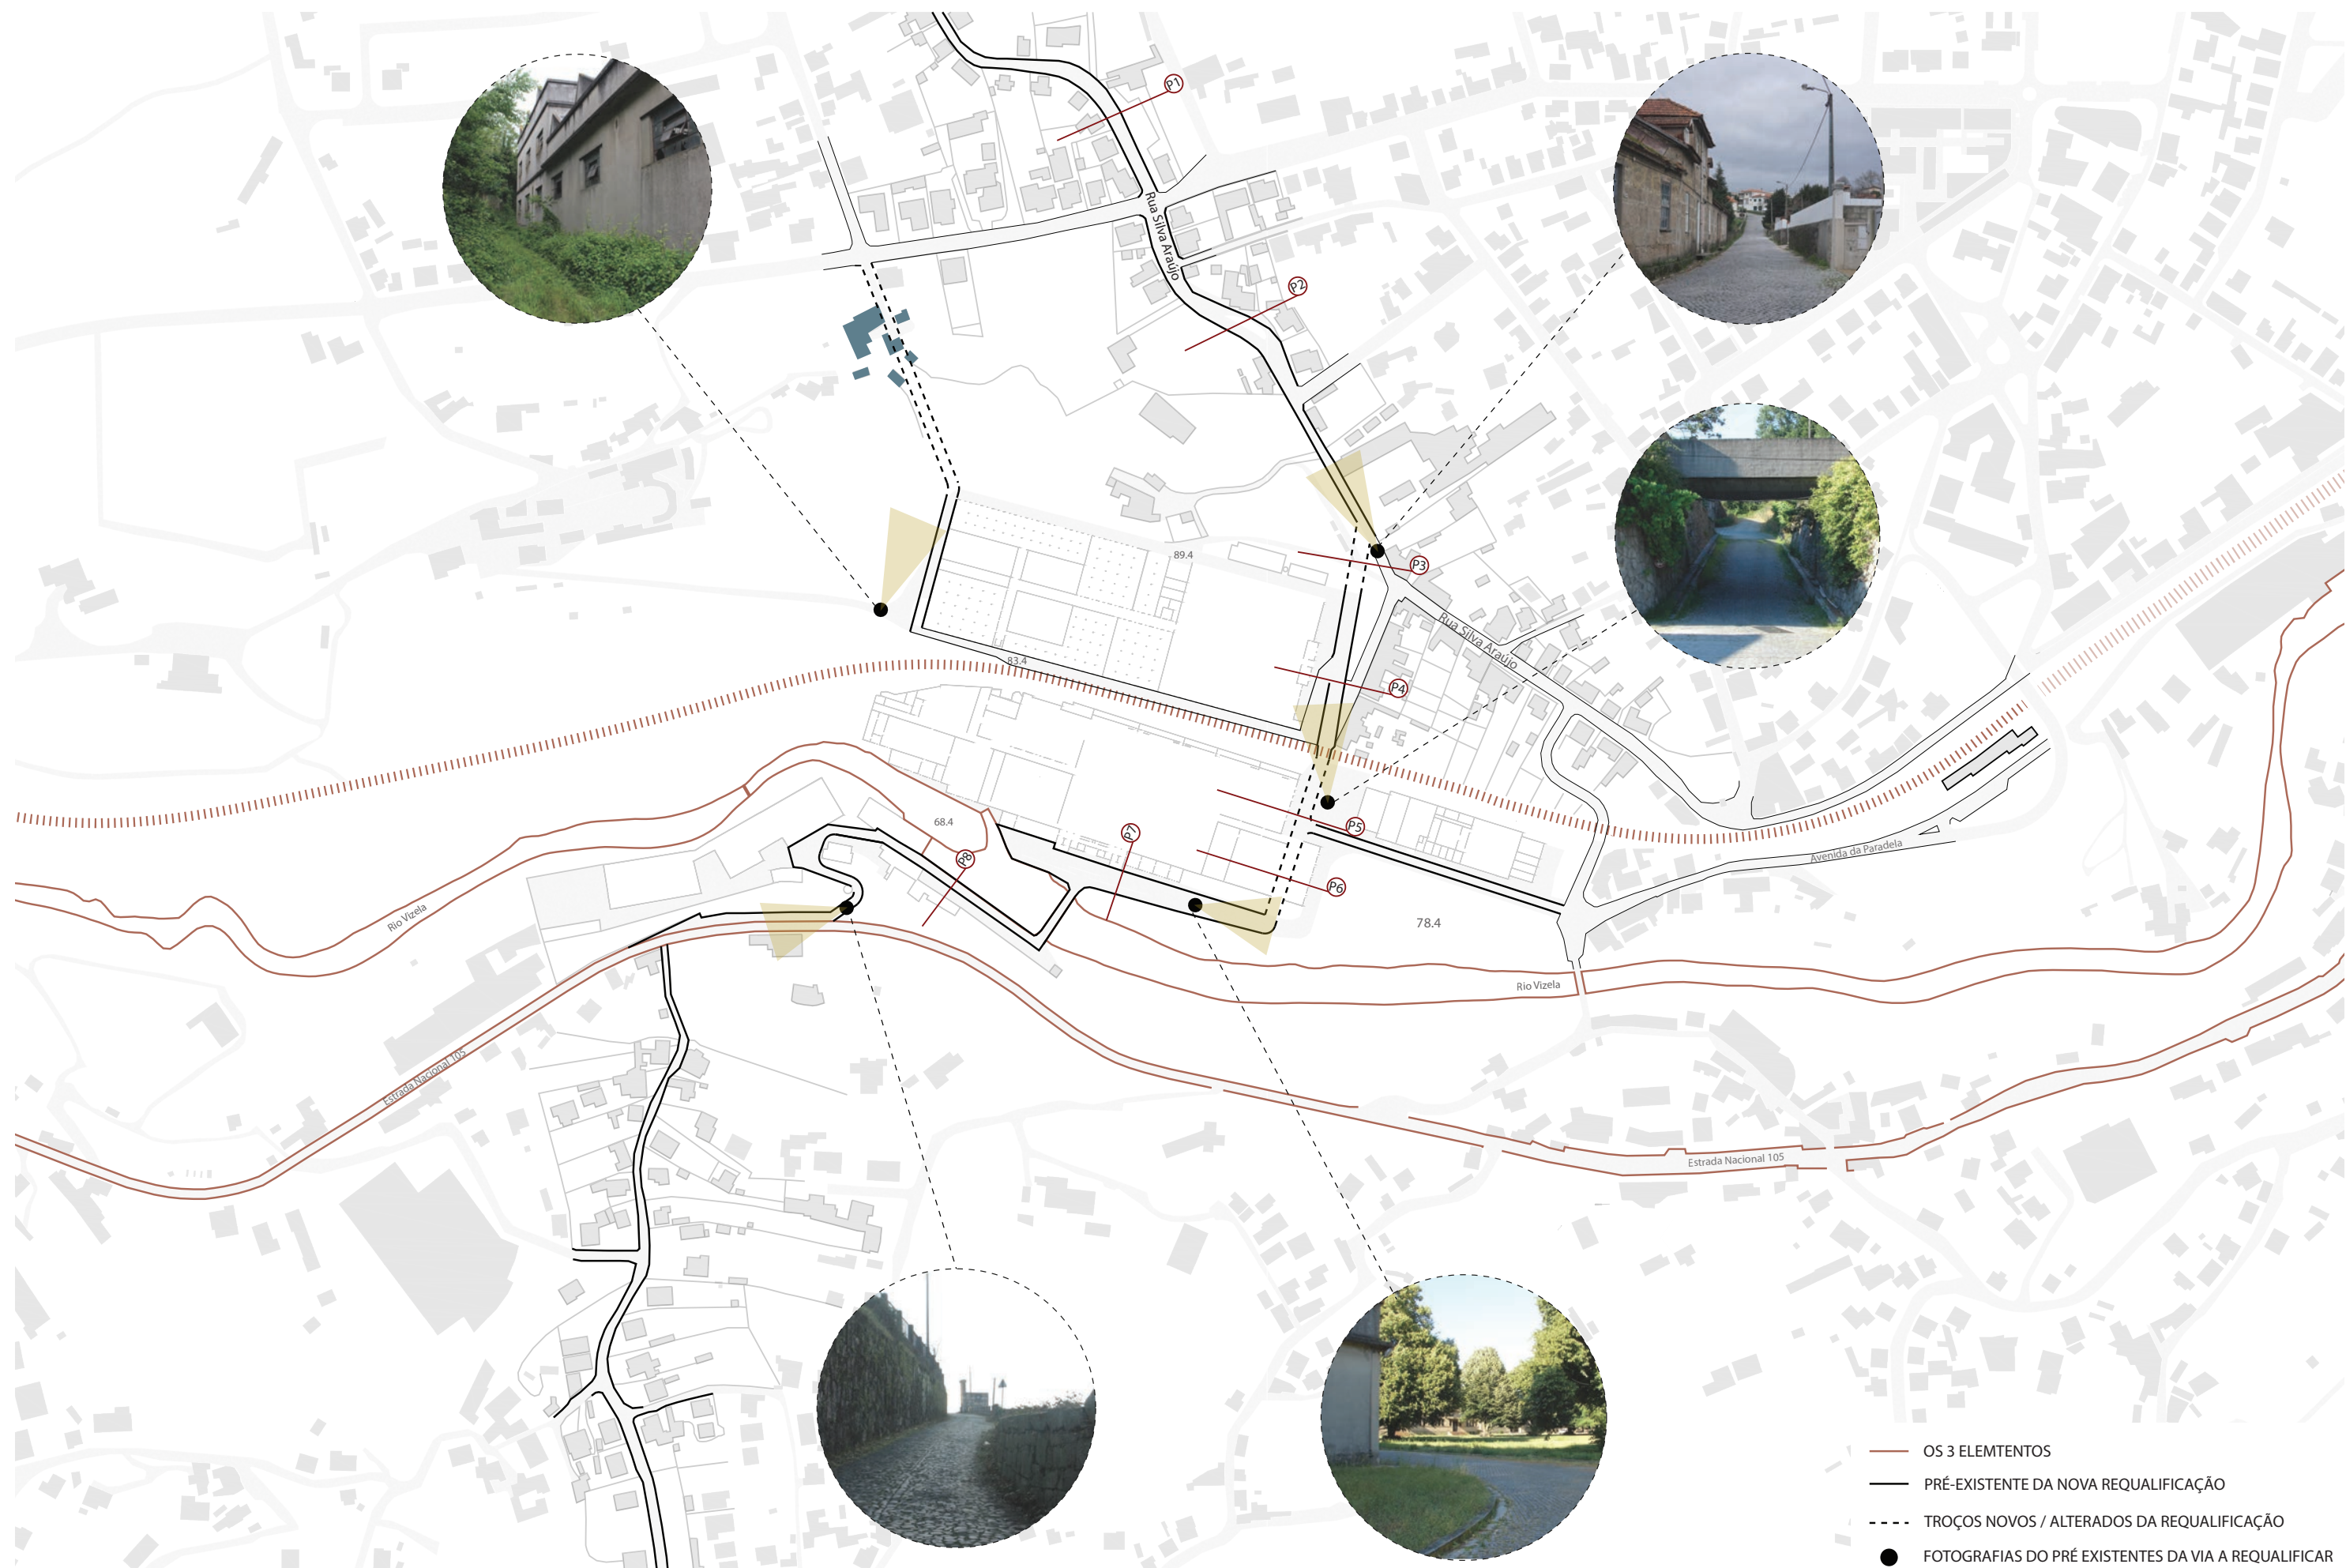 P1
Rua Silva Araújo
P2
P3
89.4
Rua Silva Araújo
83.4
P4
68.4
P7
P5
P8
Avenida da Paradela
P6
Rio Vizela
78.4
Rio Vizela
Estrada Nacional 105
Estrada Nacional 105
OS 3 ELEMTENTOS
PRÉ-EXISTENTE DA NOVA REQUALIFICAÇÃO
TROÇOS NOVOS / ALTERADOS DA REQUALIFICAÇÃO
FOTOGRAFIAS DO PRÉ EXISTENTES DA VIA A REQUALIFICAR